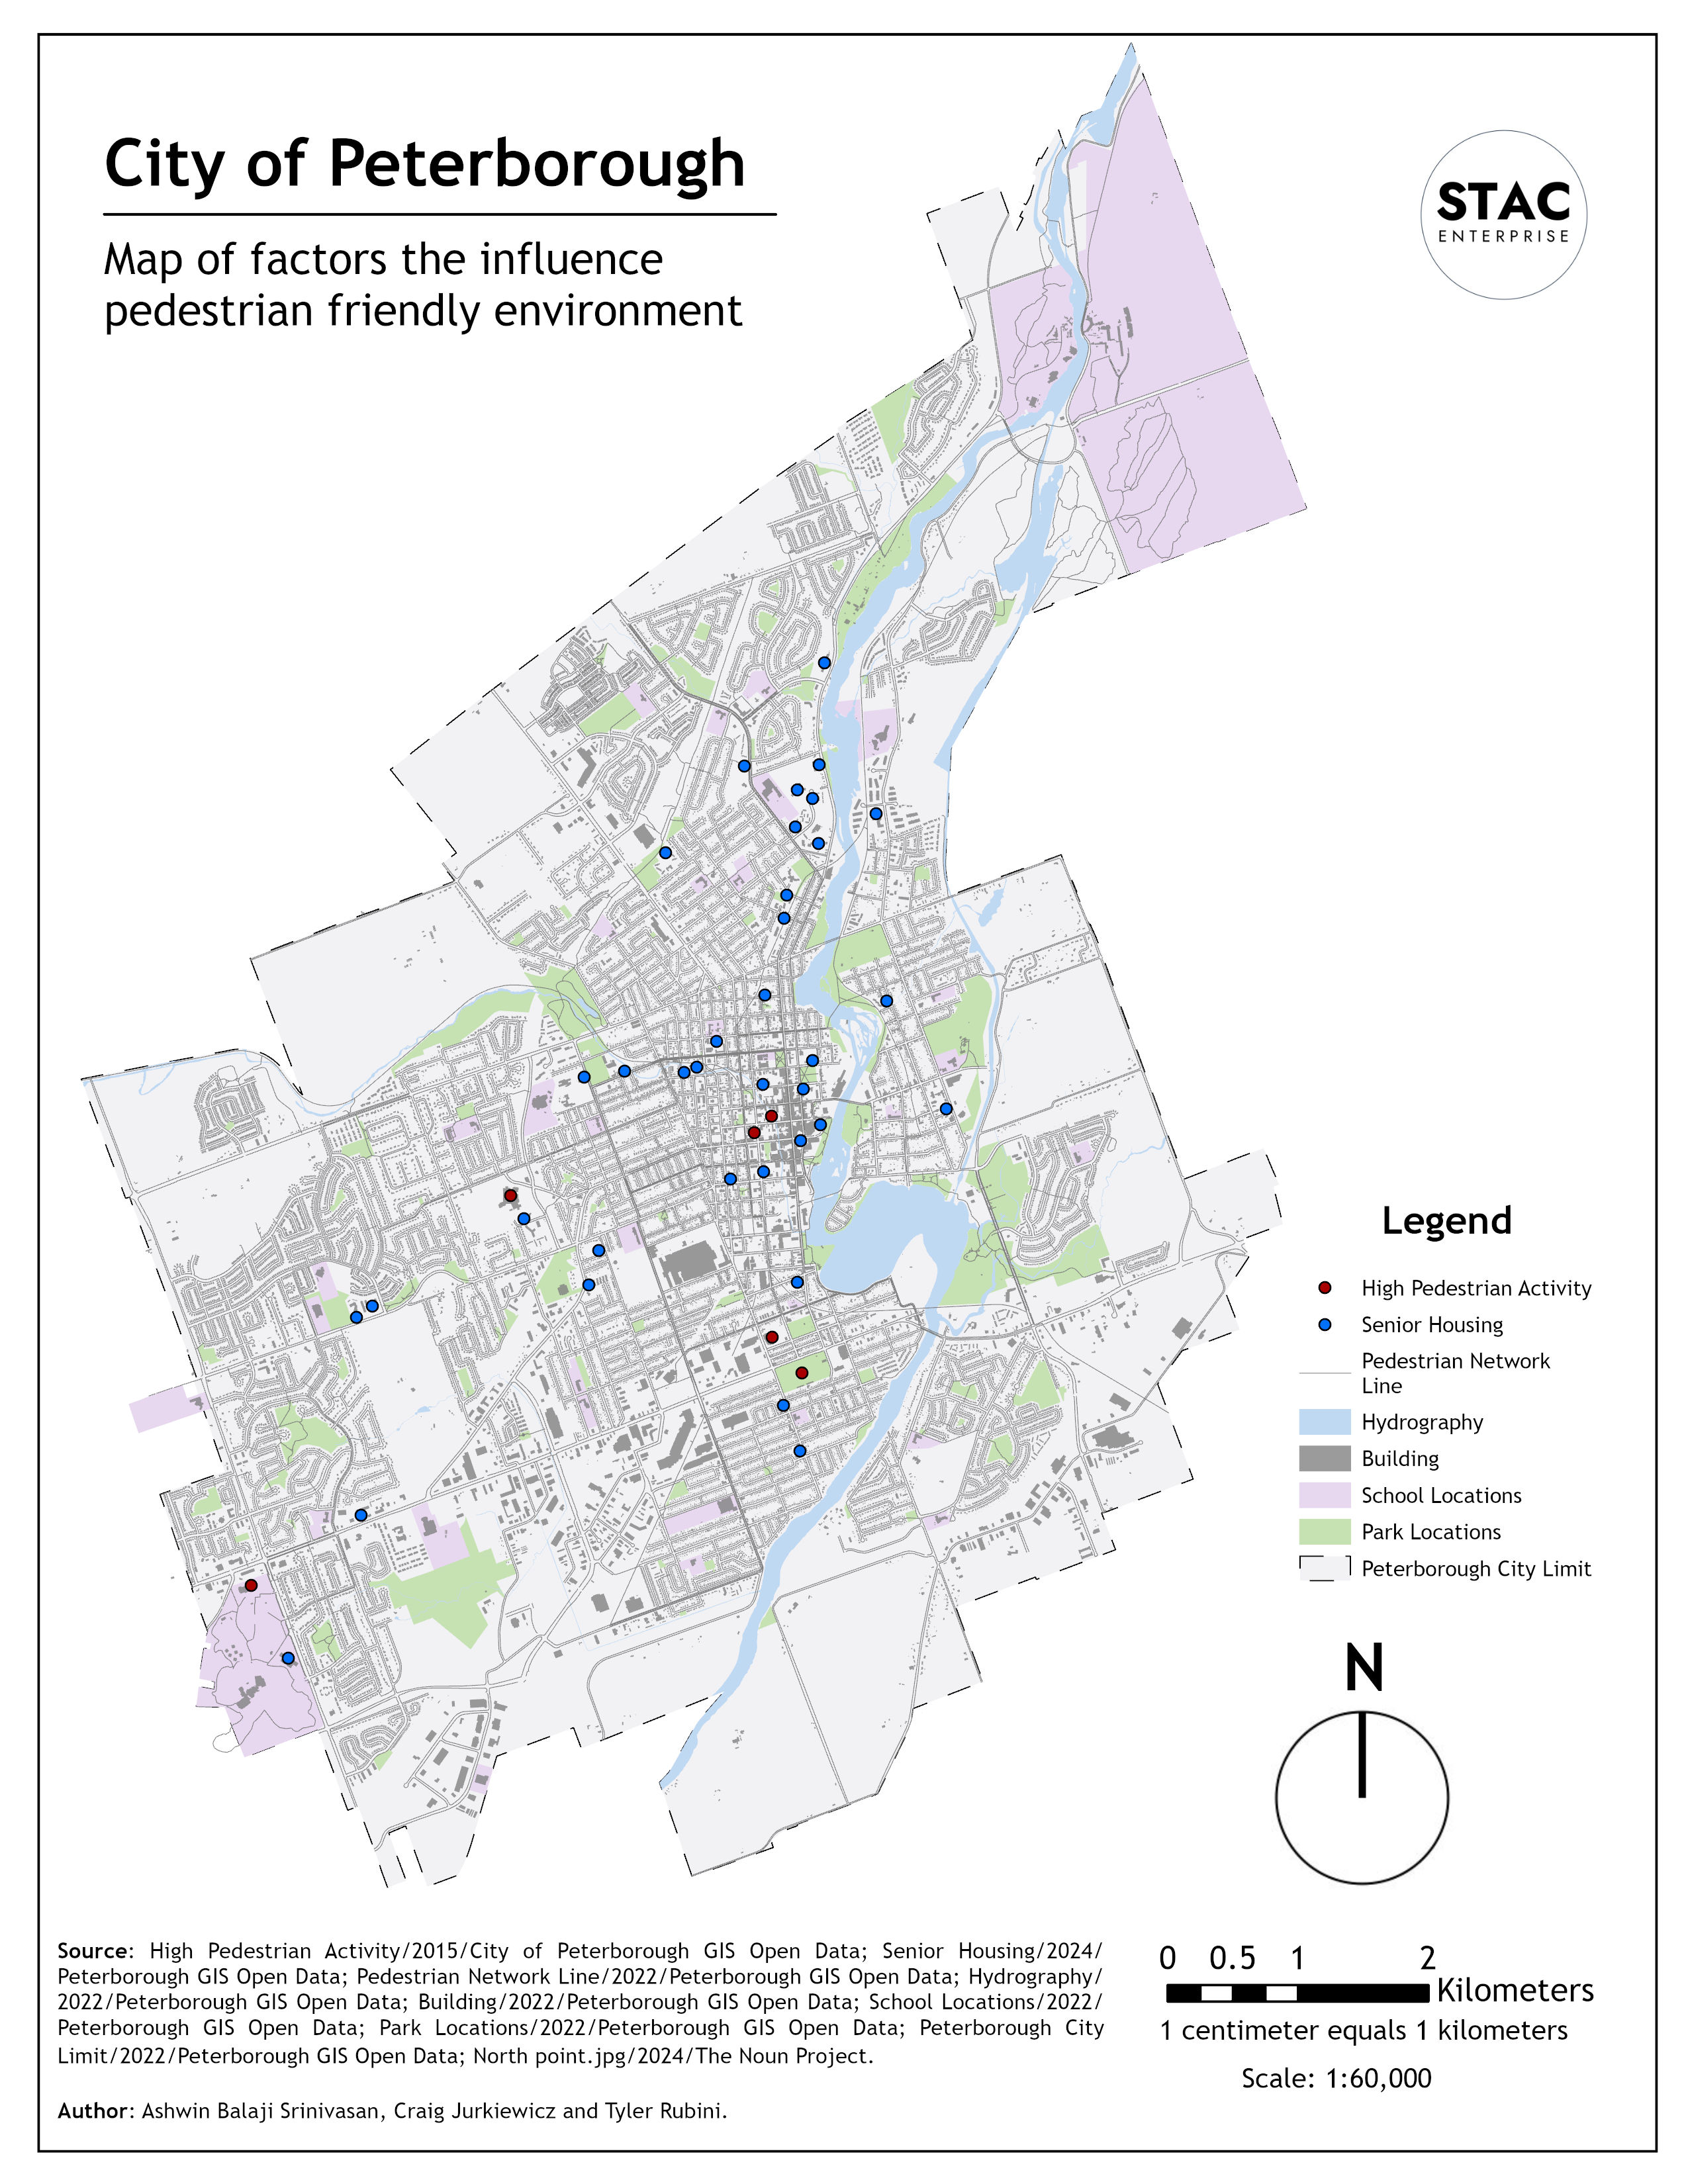 City of Peterborough
Map of factors the influence
pedestrian friendly environment
STAC
ENTERPRISE
Legend
High Pedestrian Activity
Senior Housing
Pedestrian Network
Line
Hydrography
Building
School Locations
Park Locations
Peterborough City Limit
N
Source: High Pedestrian Activity/2015/City of Peterborough GIS Open Data; Senior Housing/2024/
Peterborough GIS Open Data; Pedestrian Network Line/2022/Peterborough GIS Open Data; Hydrography/
2022/Peterborough GIS Open Data; Building/2022/Peterborough GIS Open Data; School Locations/2022/
Peterborough GIS Open Data; Park Locations/2022/Peterborough GIS Open Data; Peterborough City
Limit/2022/Peterborough GIS Open Data; North point.jpg/2024/The Noun Project.
Author: Ashwin Balaji Srinivasan, Craig Jurkiewicz and Tyler Rubini.
0 0.5 1 2
Kilometers
1 centimeter equals 1 kilometers
Scale: 1:60,000